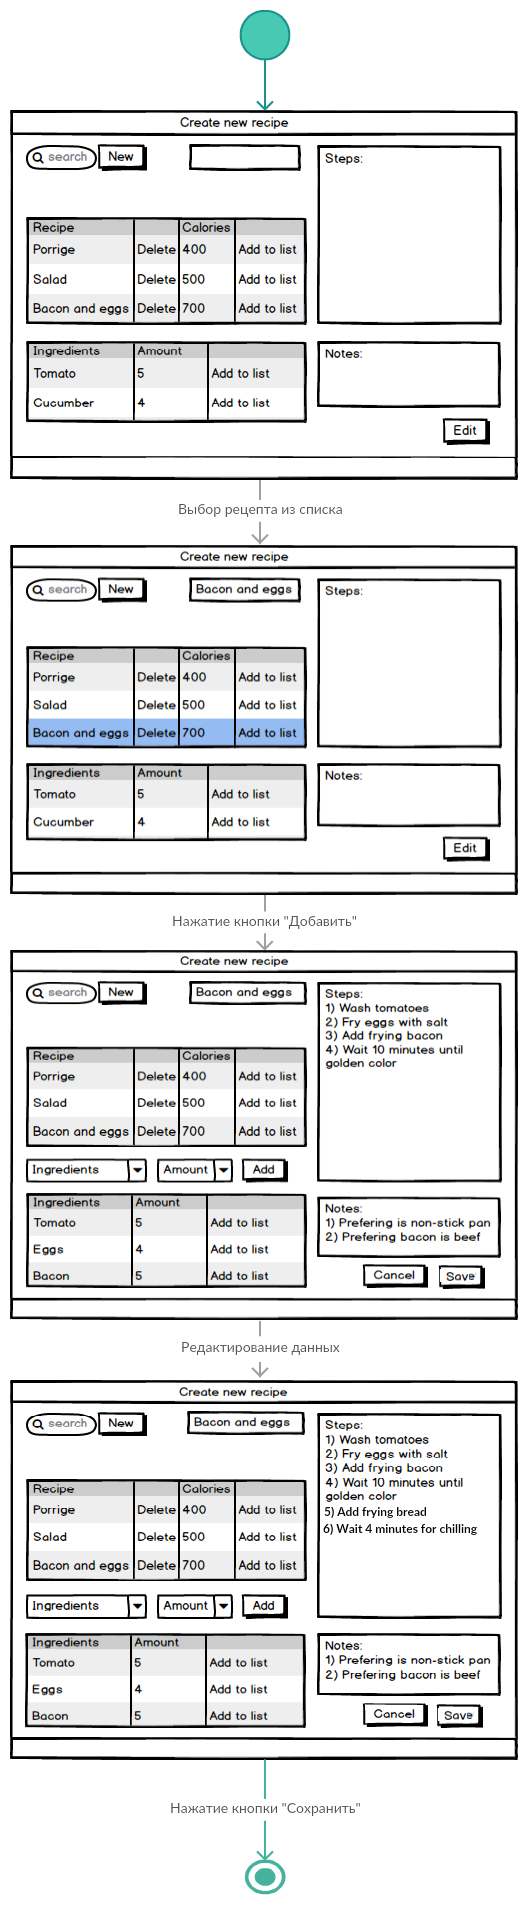 Create new recipe
search New
Steps:
Recipe Calories
Porrige Delete 400 Add to list
Salad Delete 500 Add to list
Bacon and eggs Delete 700 Add to list
Ingredients Amount
Notes:
Tomato 5 Add to list
Cucumber 4 Add to list
Edit
Выбор рецепта из списка
Create new recipe
search New Bacon and eggs
Steps:
Recipe Calories
Porrige Delete 400 Add to list
Salad Delete 500 Add to list
Bacon and eggs Delete 700 Add to list
Ingredients Amount
Notes:
Tomato 5 Add to list
Cucumber 4 Add to list
Edit
Нажатие кнопки "Добавить"
Create new recipe
search New Bacon and eggs
Steps:
1) Wash tomatoes
2) Fry eggs with salt
3) Add frying bacon
4) Wait 10 minutes until
golden color
Recipe Calories
Porrige Delete 400 Add to list
Salad Delete 500 Add to list
Bacon and eggs Delete 700 Add to list
Ingredients Amount Add
Ingredients Amount
Tomato 5 Add to list
Eggs 4 Add to list
Bacon 5 Add to list
Notes:
1) Prefering is non-stick pan
2) Prefering bacon is beef
Cancel Save
Редактирование данных
Create new recipe
search New Bacon and eggs
Steps:
1) Wash tomatoes
2) Fry eggs with salt
3) Add frying bacon
4) Wait 10 minutes until
golden color
5) Add frying bread
6) Wait 4 minutes for chilling
Recipe Calories
Porrige Delete 400 Add to list
Salad Delete 500 Add to list
Bacon and eggs Delete 700 Add to list
Ingredients Amount Add
Ingredients Amount
Tomato 5 Add to list
Eggs 4 Add to list
Bacon 5 Add to list
Notes:
1) Prefering is non-stick pan
2) Prefering bacon is beef
Cancel Save
Нажатие кнопки "Сохранить"